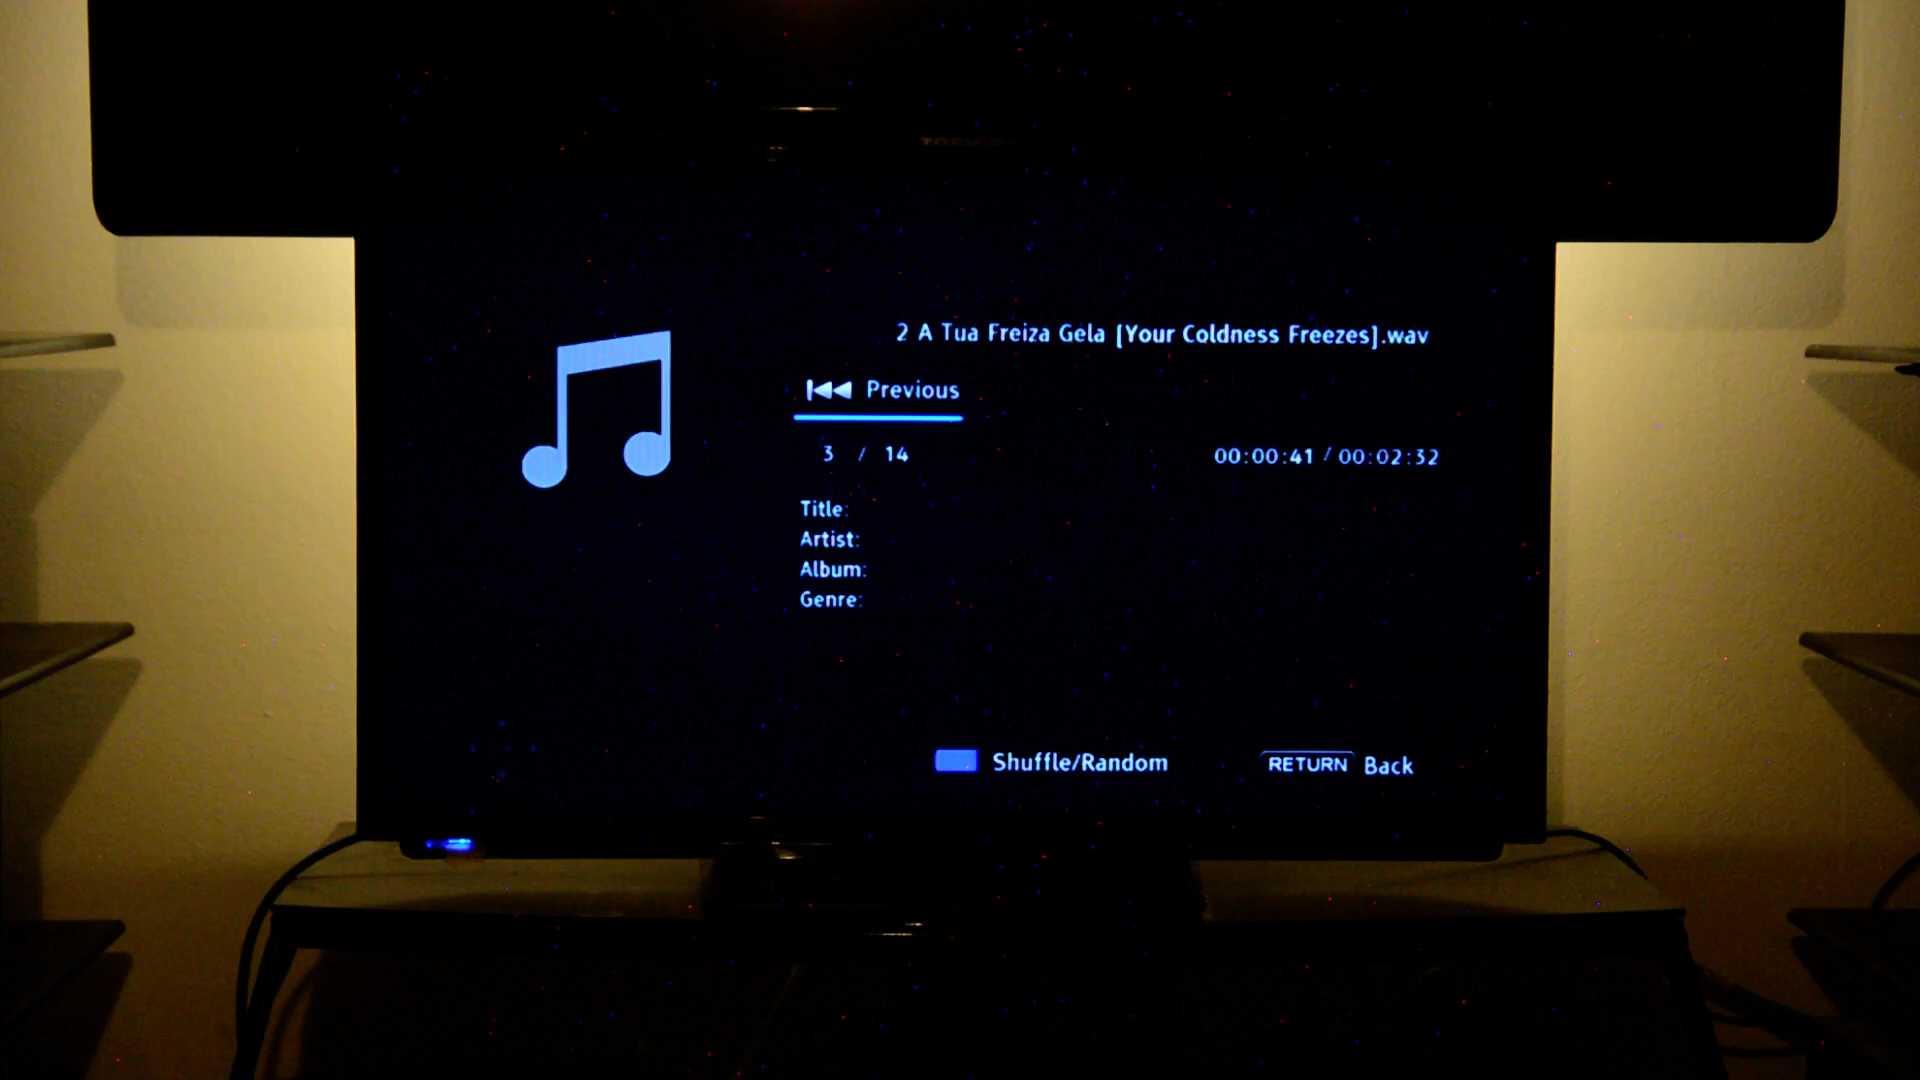 2 A Tua Freiza Gela [Your Coldness Freezes].wav
Previous
3 / 14
00:00:41 / 00:02:32
Title:
Artist:
Album:
Genre:
Shuffle/Random
RETURN Back